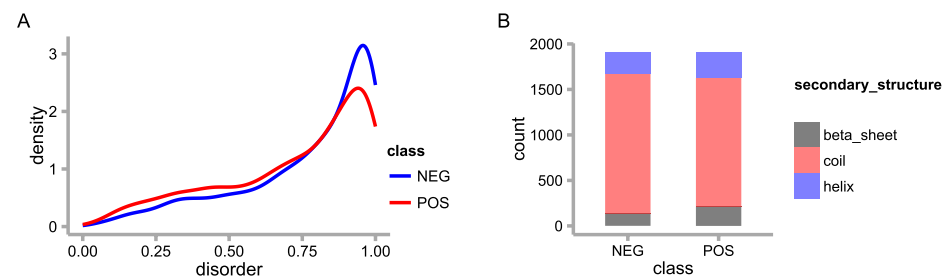 A
density
3
2
1
0
0.00 0.25 0.50 0.75 1.00
disorder
class
NEG
POS
B
count
2000
1500
1000
500
0
NEG POS
class
secondary_structure
beta_sheet
coil
helix